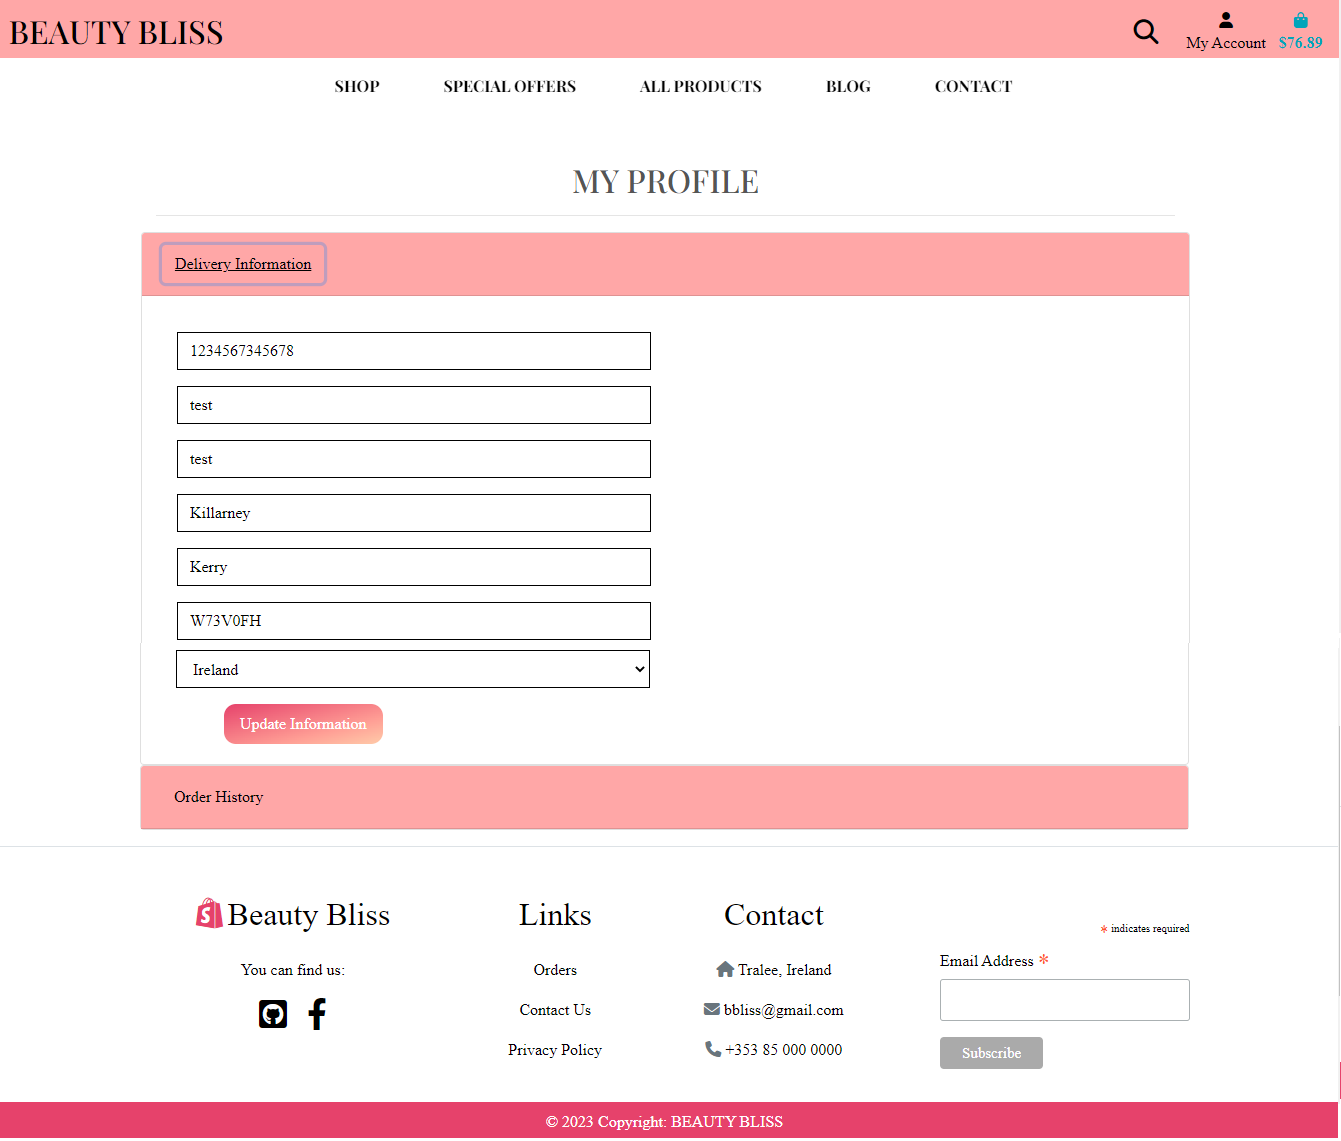 BEAUTY BLISS
My Account
$76.89
SHOP SPECIAL OFFERS ALL PRODUCTS BLOG CONTACT
MY PROFILE
Delivery Information
1234567345678
test
test
Killarney
Kerry
W73V0FH
Ireland
Update Information
Order History
Beauty Bliss
You can find us:
Links
Orders
Contact Us
Privacy Policy
Contact
Tralee, Ireland
bbliss@gmail.com
+353 85 000 0000
* indicates required
Email Address *
Subscribe
© 2023 Copyright: BEAUTY BLISS